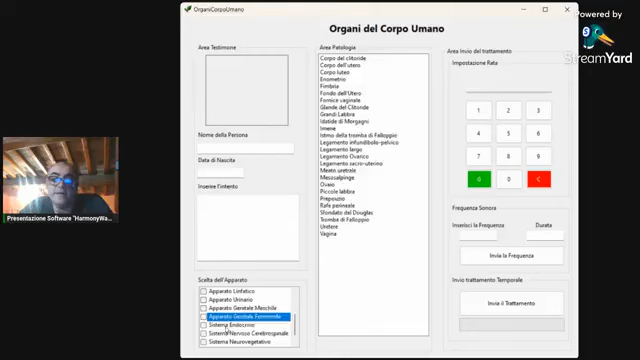 OrganiCorpoUmano
Powered by
StreamYard
Organi del Corpo Umano
Area Testimone
Nome della Persona
Data di Nascita
Inserire l'intento
Scelta dell'Apparato
Apparato Linfatico
Apparato Urinario
Apparato Genitale Maschile
Apparato Genitale Femminile
Sistema Endocrino
Sistema Nervoso Cerebrospinale
Sistema Neurovegetativo
Area Patologia
Corpo del clitoride
Corpo dell'utero
Corpo luteo
Enometrio
Fimbria
Fondo dell'Utero
Fornice vaginale
Glande del Clitoride
Grandi Labbra
Idatide di Morgagni
Imene
Istmo della tromba di Falloppio
Legamento infundibolo-pelvico
Legamento largo
Legamento Ovarico
Legamento sacro-uterino
Meato uretrale
Mesosalpinge
Ovaio
Piccole labbra
Prepuzio
Rafe perineale
Sfondato del Douglas
Tromba di Falloppio
Uretere
Vagina
Area Invio del trattamento
Impostazione Rata
1 2 3
4 5 6
7 8 9
0 C
Frequenza Sonora
Inserisci la Frequenza Durata
Invia la Frequenza
Invio trattamento Temporale
Invia il Trattamento
Presentazione Software "HarmonyWa...